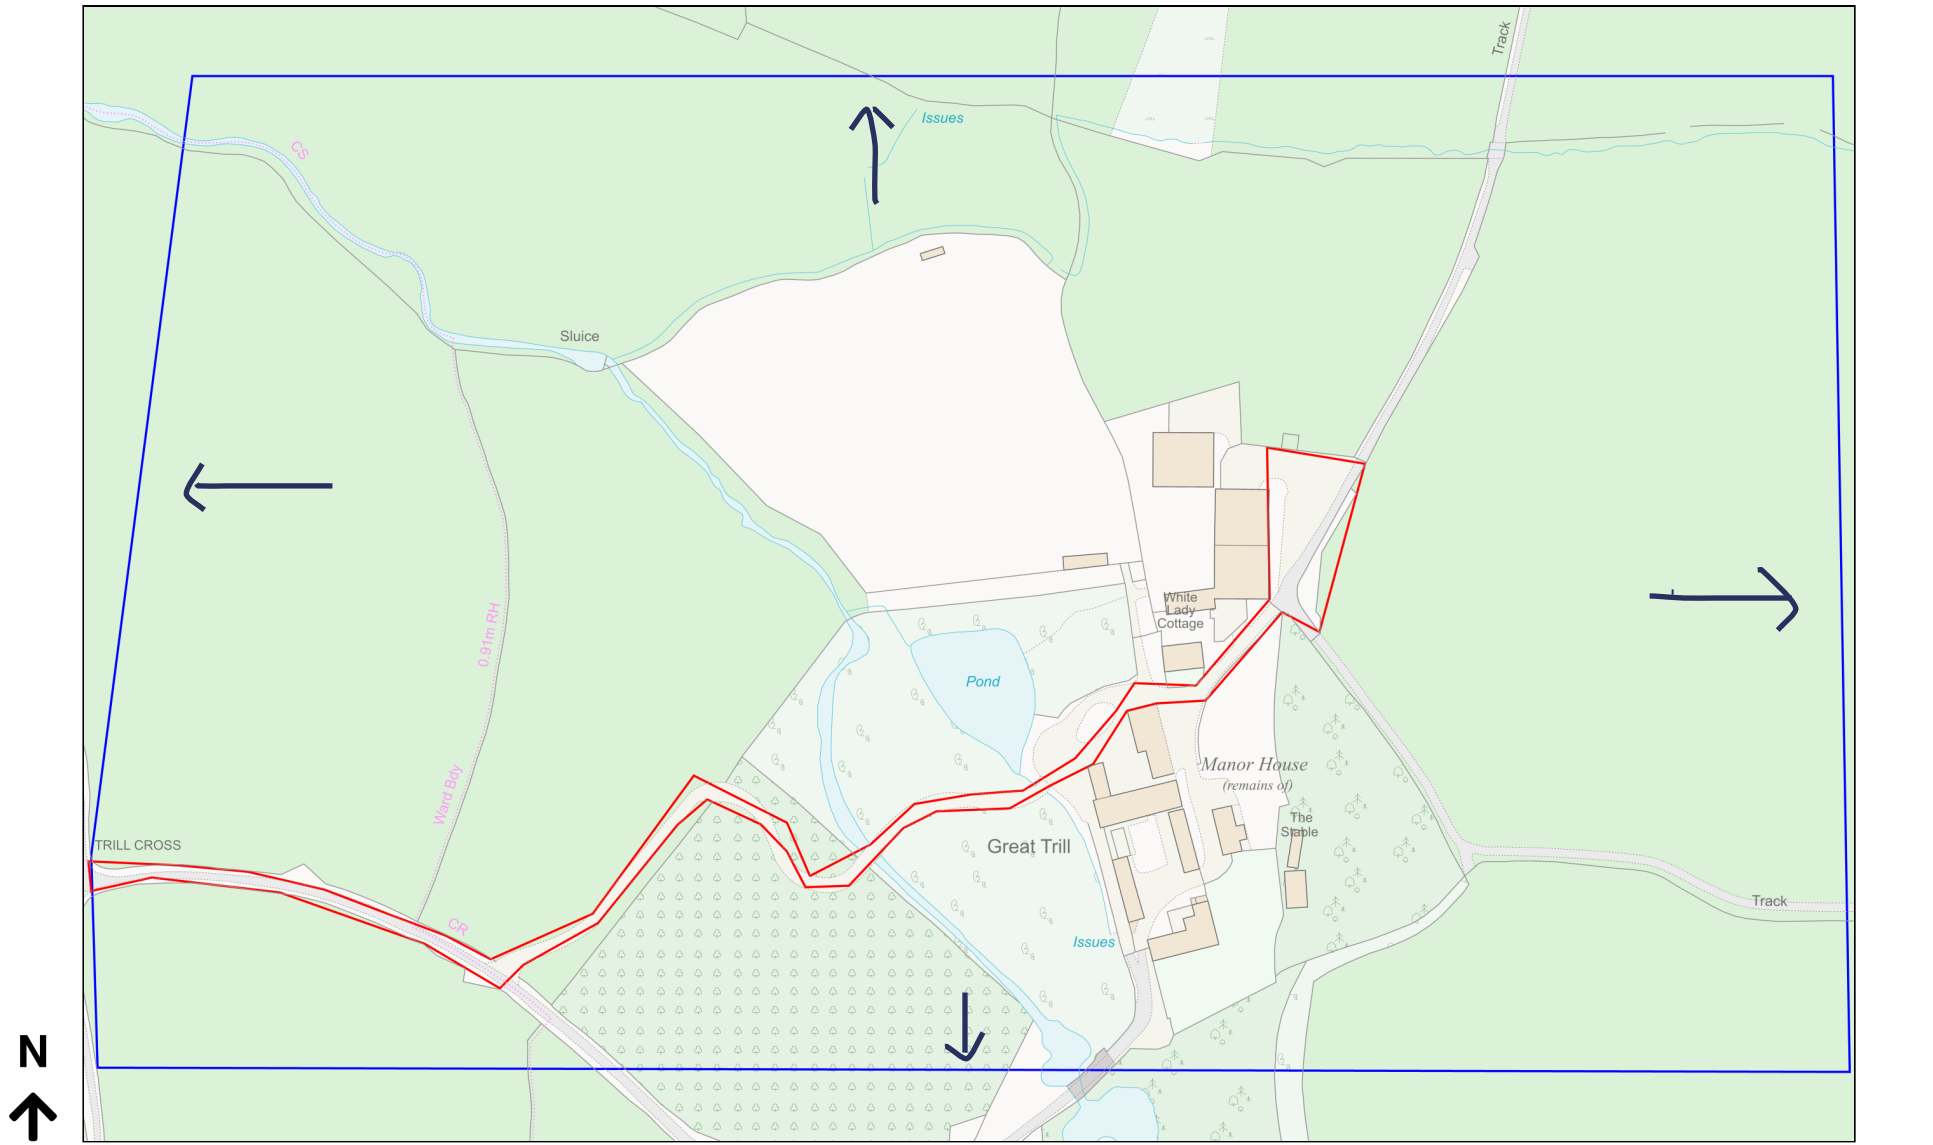 Track
Issues
CS
Sluice
White
Lady
Cottage
0.91m RH
Pond
Manor House
(remains of)
Ward Bdy
The
Stable
TRILL CROSS
Great Trill
Track
CR
Issues
N